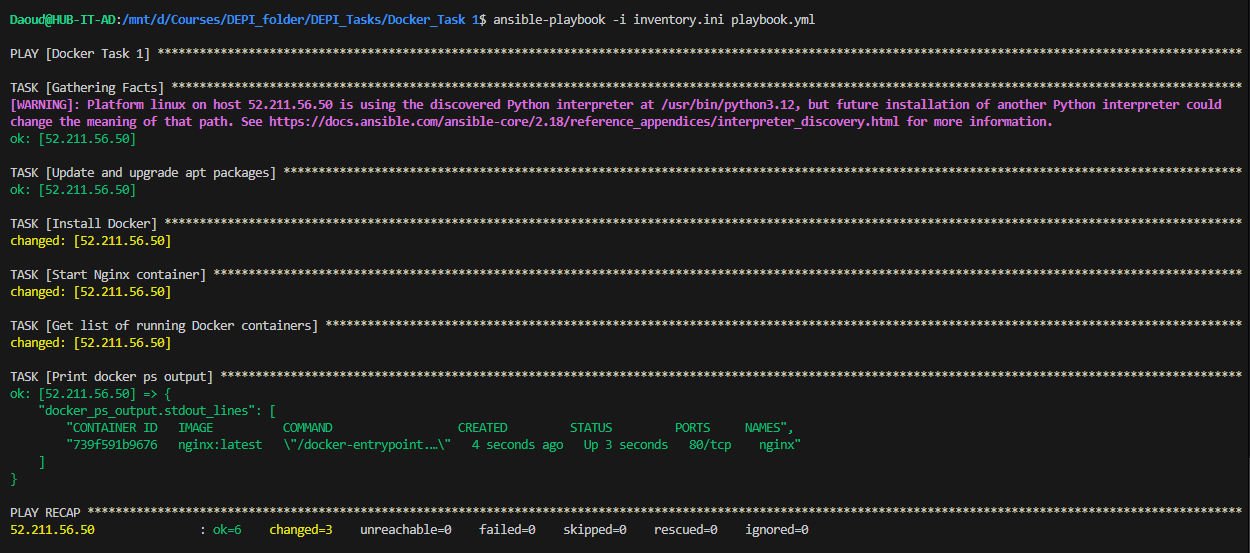 Daoud@HUB-IT-AD:/mnt/d/Courses/DEPI_folder/DEPI_Tasks/Docker_Task 1$ ansible-playbook -i inventory.ini playbook.yml
PLAY [Docker Task 1] ***********************************************************************************************************************************************************
TASK [Gathering Facts] *********************************************************************************************************************************************************
[WARNING]: Platform linux on host 52.211.56.50 is using the discovered Python interpreter at /usr/bin/python3.12, but future installation of another Python interpreter could
change the meaning of that path. See https://docs.ansible.com/ansible-core/2.18/reference_appendices/interpreter_discovery.html for more information.
ok: [52.211.56.50]
TASK [Update and upgrade apt packages] *****************************************************************************************************************************************
ok: [52.211.56.50]
TASK [Install Docker] **********************************************************************************************************************************************************
changed: [52.211.56.50]
TASK [Start Nginx container] ***************************************************************************************************************************************************
changed: [52.211.56.50]
TASK [Get list of running Docker containers] ***********************************************************************************************************************************
changed: [52.211.56.50]
TASK [Print docker ps output] **************************************************************************************************************************************************
ok: [52.211.56.50] => {
    "docker_ps_output.stdout_lines": [
        "CONTAINER ID   IMAGE          COMMAND                  CREATED         STATUS         PORTS     NAMES",
        "739f591b9676   nginx:latest   \"/docker-entrypoint.…\"   4 seconds ago   Up 3 seconds   80/tcp    nginx"
    ]
}
PLAY RECAP *********************************************************************************************************************************************************************
52.211.56.50               : ok=6    changed=3    unreachable=0    failed=0    skipped=0    rescued=0    ignored=0